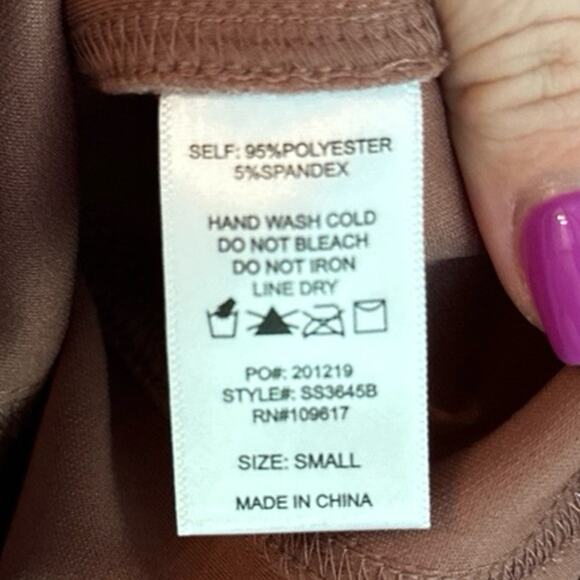 SELF: 95%POLYESTER
5%SPANDEX
HAND WASH COLD
DO NOT BLEACH
DO NOT IRON
LINE DRY
PO#: 201219
STYLE#: SS3645B
RN#109617
SIZE: SMALL
MADE IN CHINA